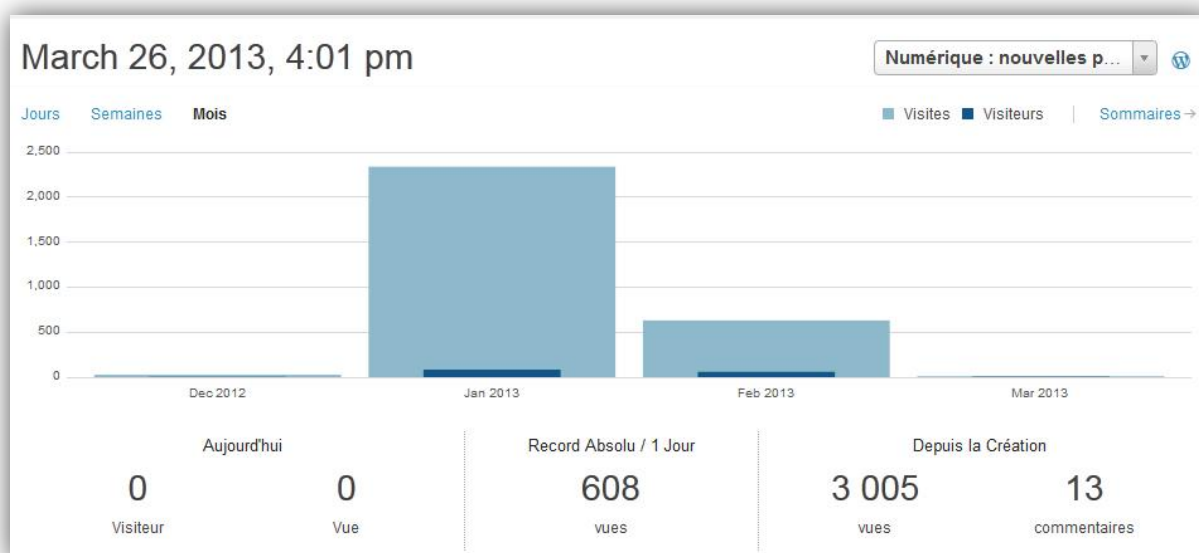 March 26, 2013, 4:01 pm
Numérique : nouvelles p...
Jours Semaines Mois
Visites Visiteurs Sommaires →
2,500
2,000
1,500
1,000
500
0
Dec 2012 Jan 2013 Feb 2013 Mar 2013
Aujourd'hui Record Absolu / 1 Jour Depuis la Création
0 0 608 3 005 13
Visiteur Vue vues vues commentaires